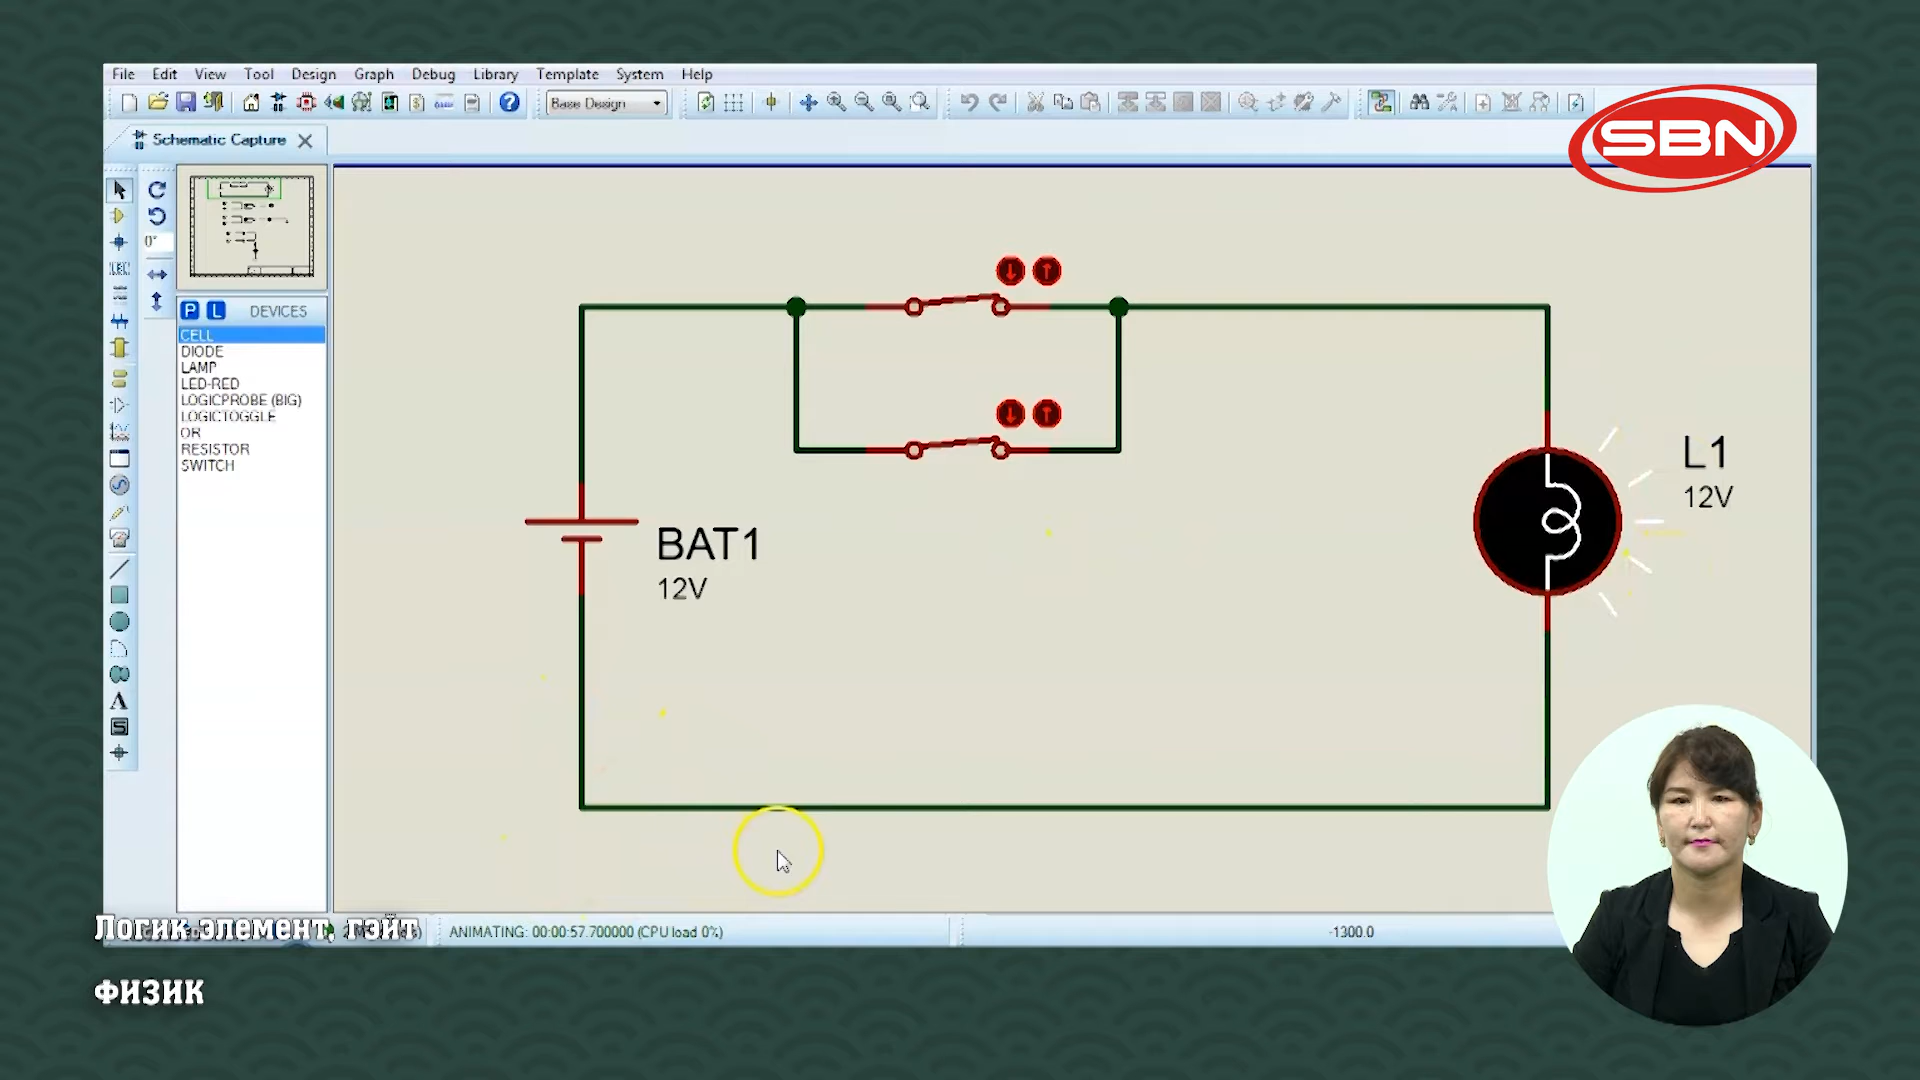 File Edit View Tool Design Graph Debug Library Template System Help
Base Design
SBN
Schematic Capture
0°
P L DEVICES
CELL
DIODE
LAMP
LED-RED
LOGICPROBE (BIG)
LOGICTOGGLE
OR
RESISTOR
SWITCH
L1
12V
BAT1
12V
Логик элемент, гэйт
ANIMATING: 00:00:57.700000 (CPU load 0%)
-1300.0
ФИЗИК